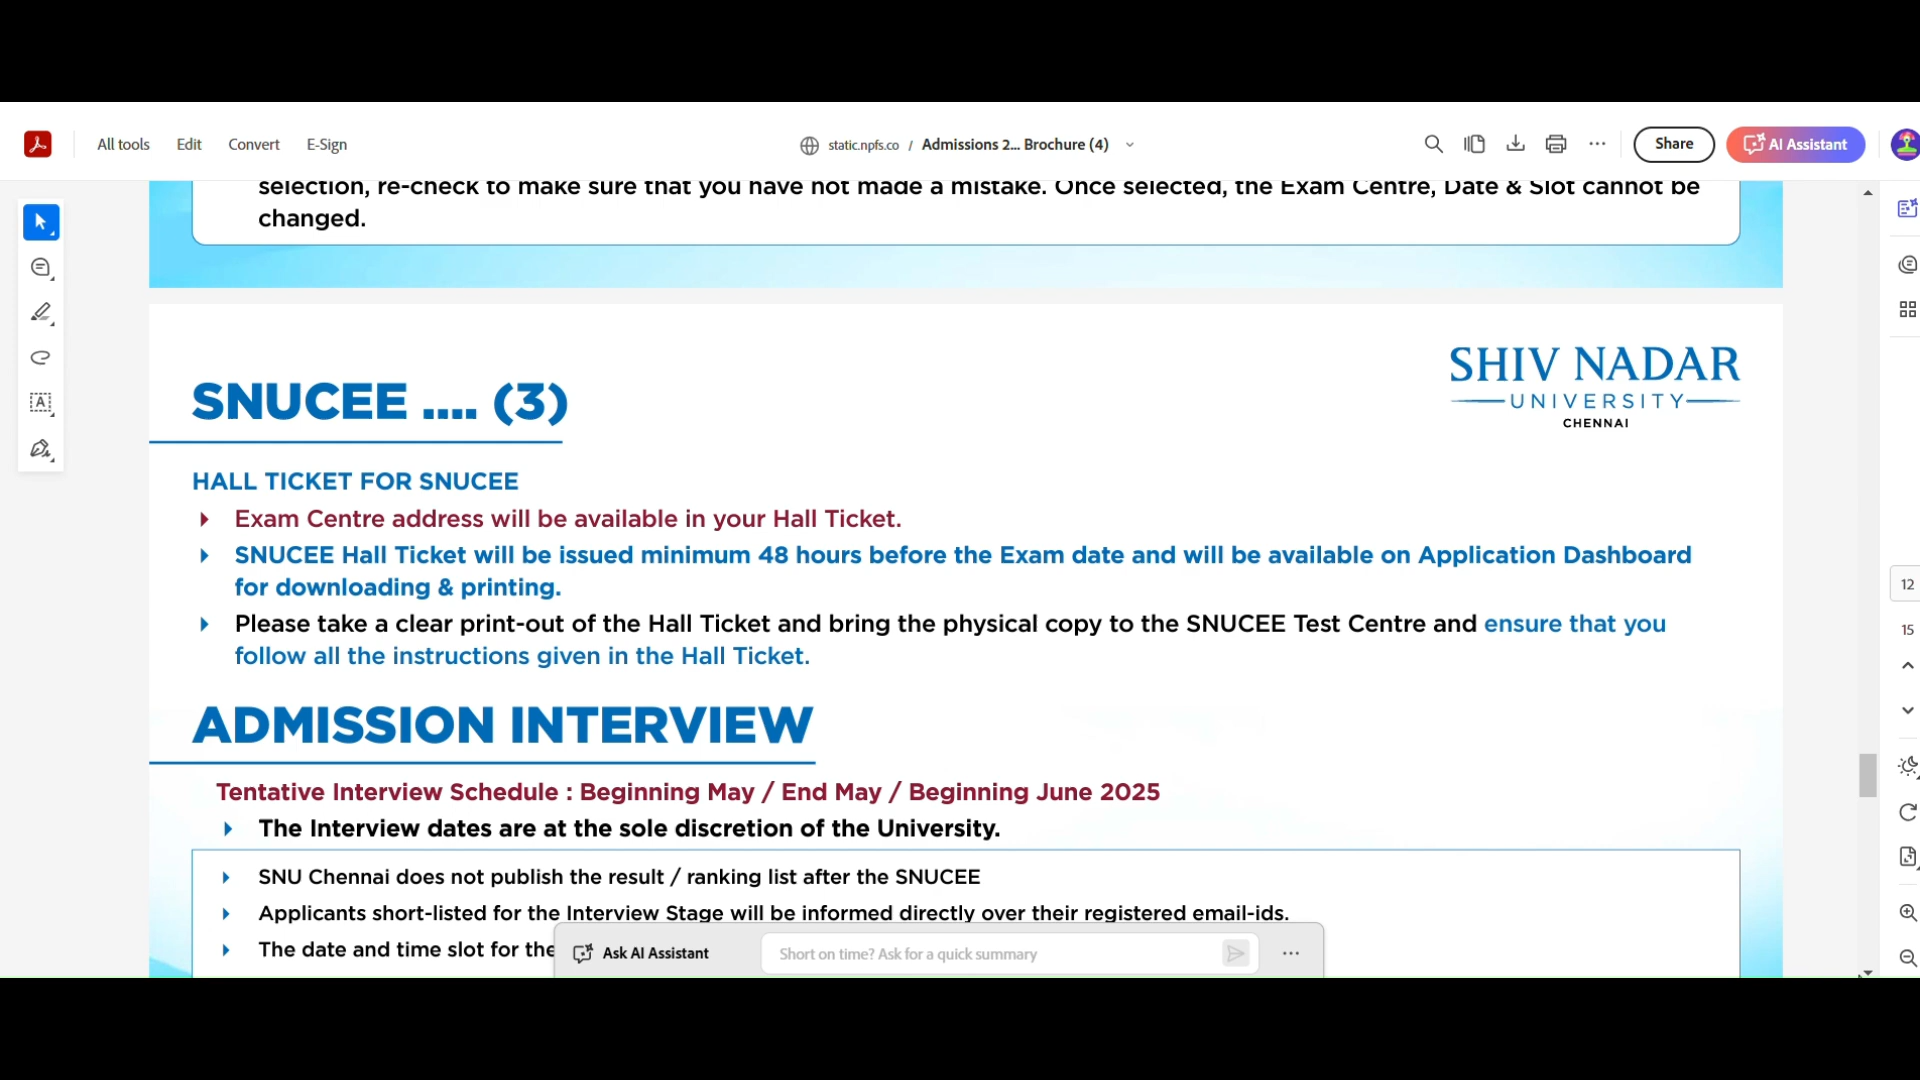 All tools Edit Convert E-Sign static.npfs.co / Admissions 2... Brochure (4) Share AI Assistant
selection, re-check to make sure that you have not made a mistake. Once selected, the Exam Centre, Date & Slot cannot be
changed.
SHIV NADAR
UNIVERSITY
CHENNAI
SNUCEE .... (3)
HALL TICKET FOR SNUCEE
Exam Centre address will be available in your Hall Ticket.
SNUCEE Hall Ticket will be issued minimum 48 hours before the Exam date and will be available on Application Dashboard
for downloading & printing.
Please take a clear print-out of the Hall Ticket and bring the physical copy to the SNUCEE Test Centre and ensure that you
follow all the instructions given in the Hall Ticket.
12
15
ADMISSION INTERVIEW
Tentative Interview Schedule : Beginning May / End May / Beginning June 2025
The Interview dates are at the sole discretion of the University.
SNU Chennai does not publish the result / ranking list after the SNUCEE
Applicants short-listed for the Interview Stage will be informed directly over their registered email-ids.
The date and time slot for the
Ask AI Assistant Short on time? Ask for a quick summary